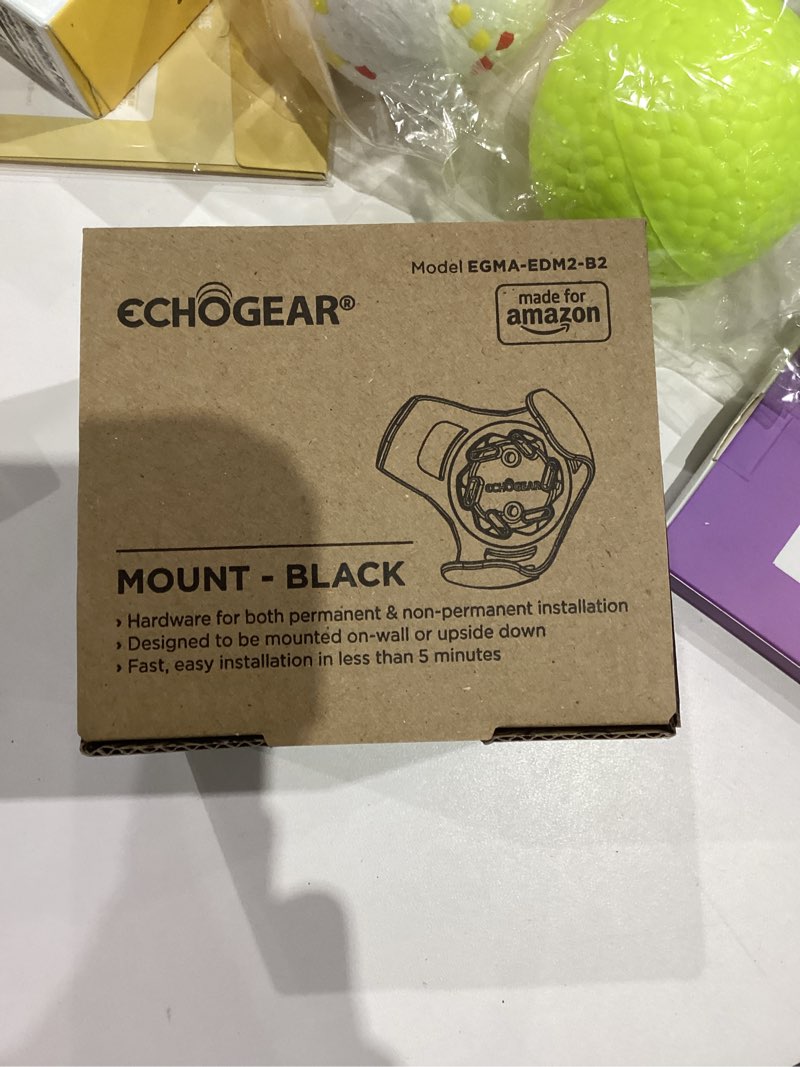 Model EGMA-EDM2-B2
ECHOGEAR®
made for
amazon
ECHOGEAR
MOUNT - BLACK
› Hardware for both permanent & non-permanent installation
› Designed to be mounted on-wall or upside down
› Fast, easy installation in less than 5 minutes